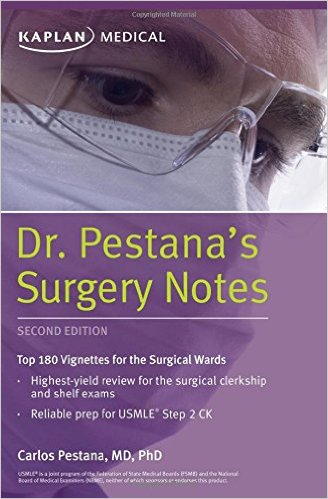 KAPLAN MEDICAL
Dr. Pestana's
Surgery Notes
SECOND EDITION
Top 180 Vignettes for the Surgical Wards
• Highest-yield review for the surgical clerkship
and shelf exams
• Reliable prep for USMLE® Step 2 CK
Carlos Pestana, MD, PhD
USMLE® is a joint program of the Federation of State Medical Boards (FSMB) and the National
Board of Medical Examiners (NBME), neither of which sponsors or endorses this product.